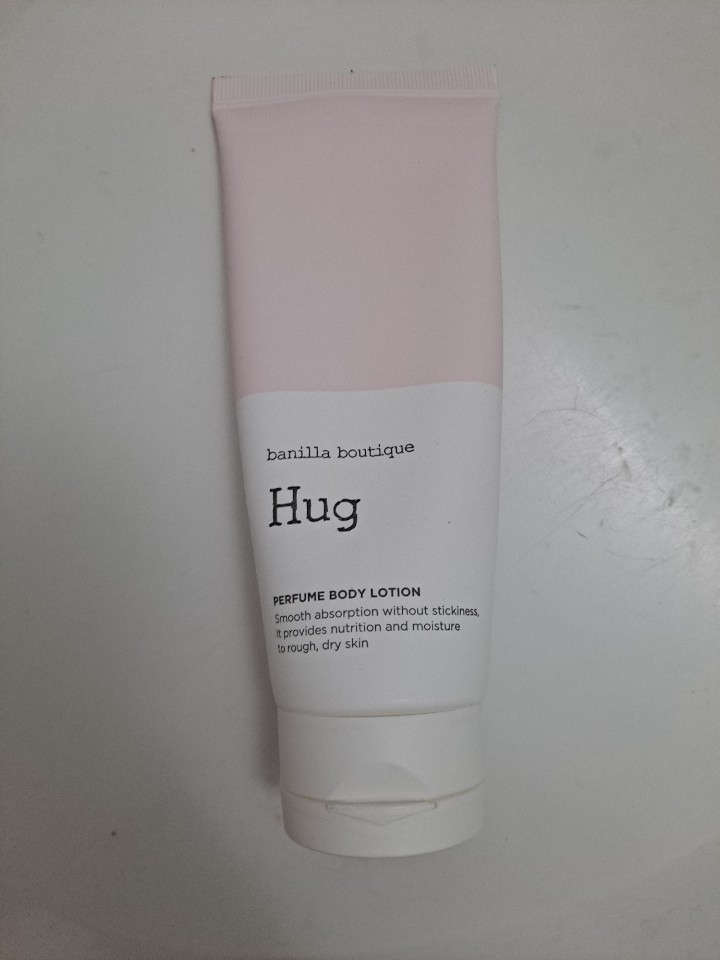 banilla boutique
Hug
PERFUME BODY LOTION
Smooth absorption without stickiness,
it provides nutrition and moisture
to rough, dry skin